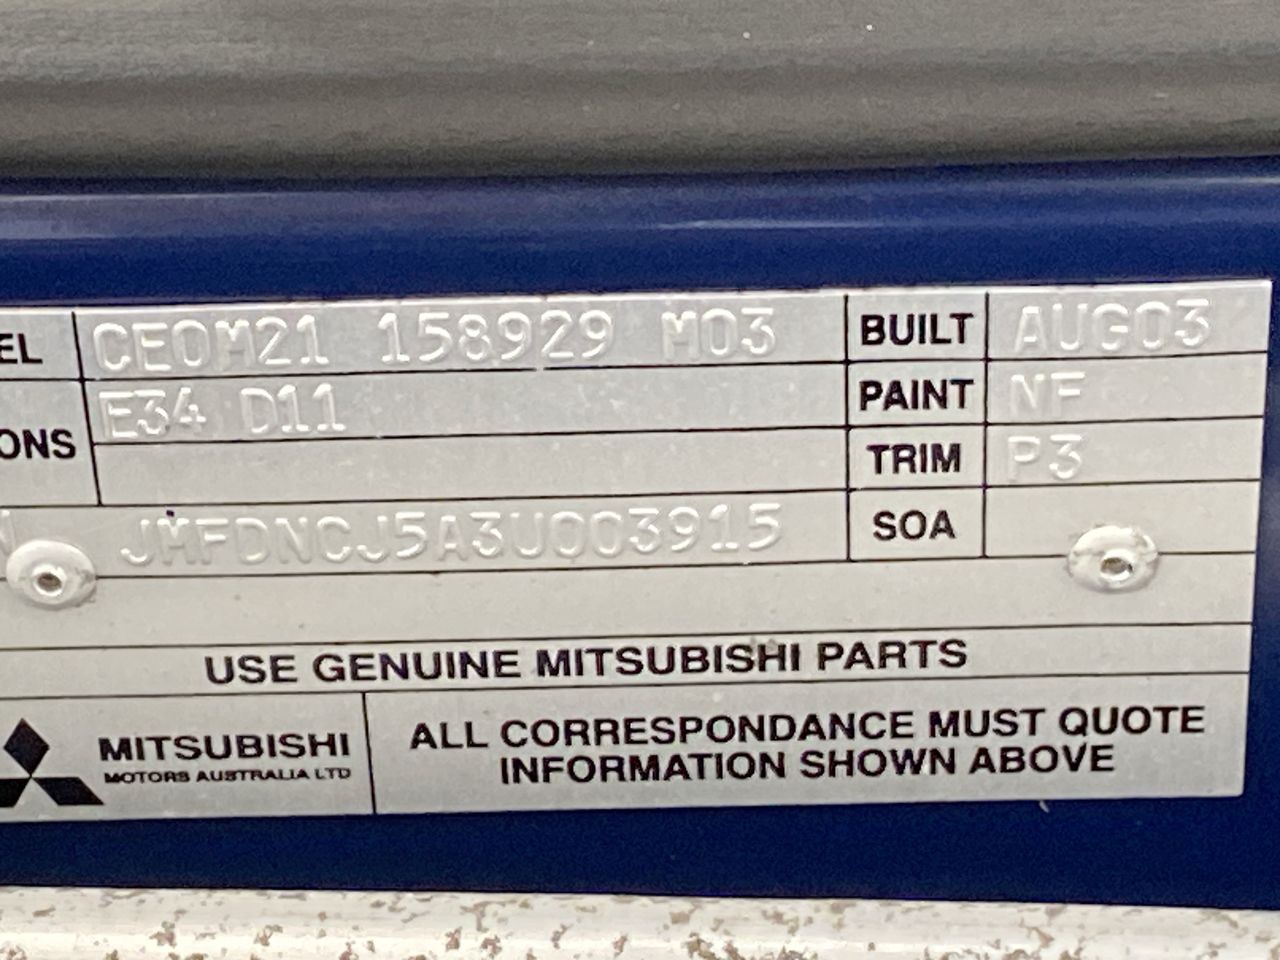 EL CEOM21 158929 M03 BUILT AUG03
E34 D11 PAINT NF
ONS TRIM P3
N JMFDNCJ5A3U003915 SOA
USE GENUINE MITSUBISHI PARTS
MITSUBISHI
MOTORS AUSTRALIA LTD
ALL CORRESPONDANCE MUST QUOTE
INFORMATION SHOWN ABOVE